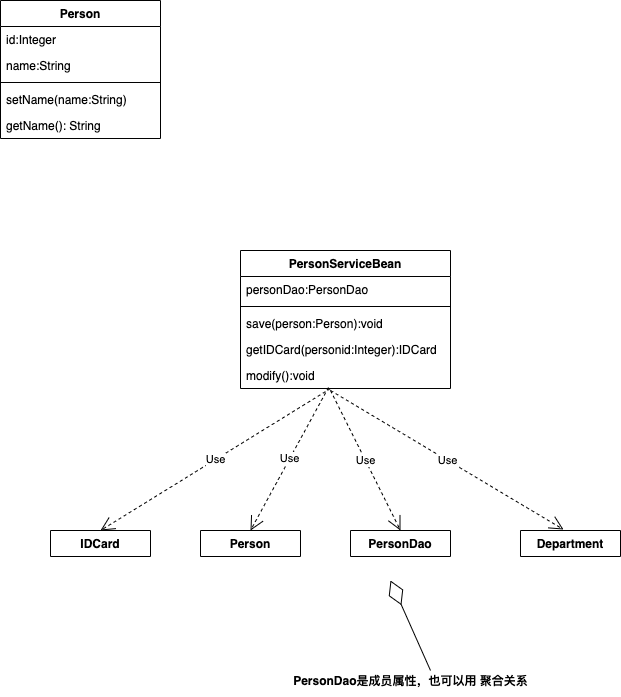 Person
id:Integer
name:String
setName(name:String)
getName(): String
PersonServiceBean
personDao:PersonDao
save(person:Person):void
getIDCard(personid:Integer):IDCard
modify():void
Use Use Use Use
IDCard Person PersonDao Department
PersonDao是成员属性，也可以用 聚合关系